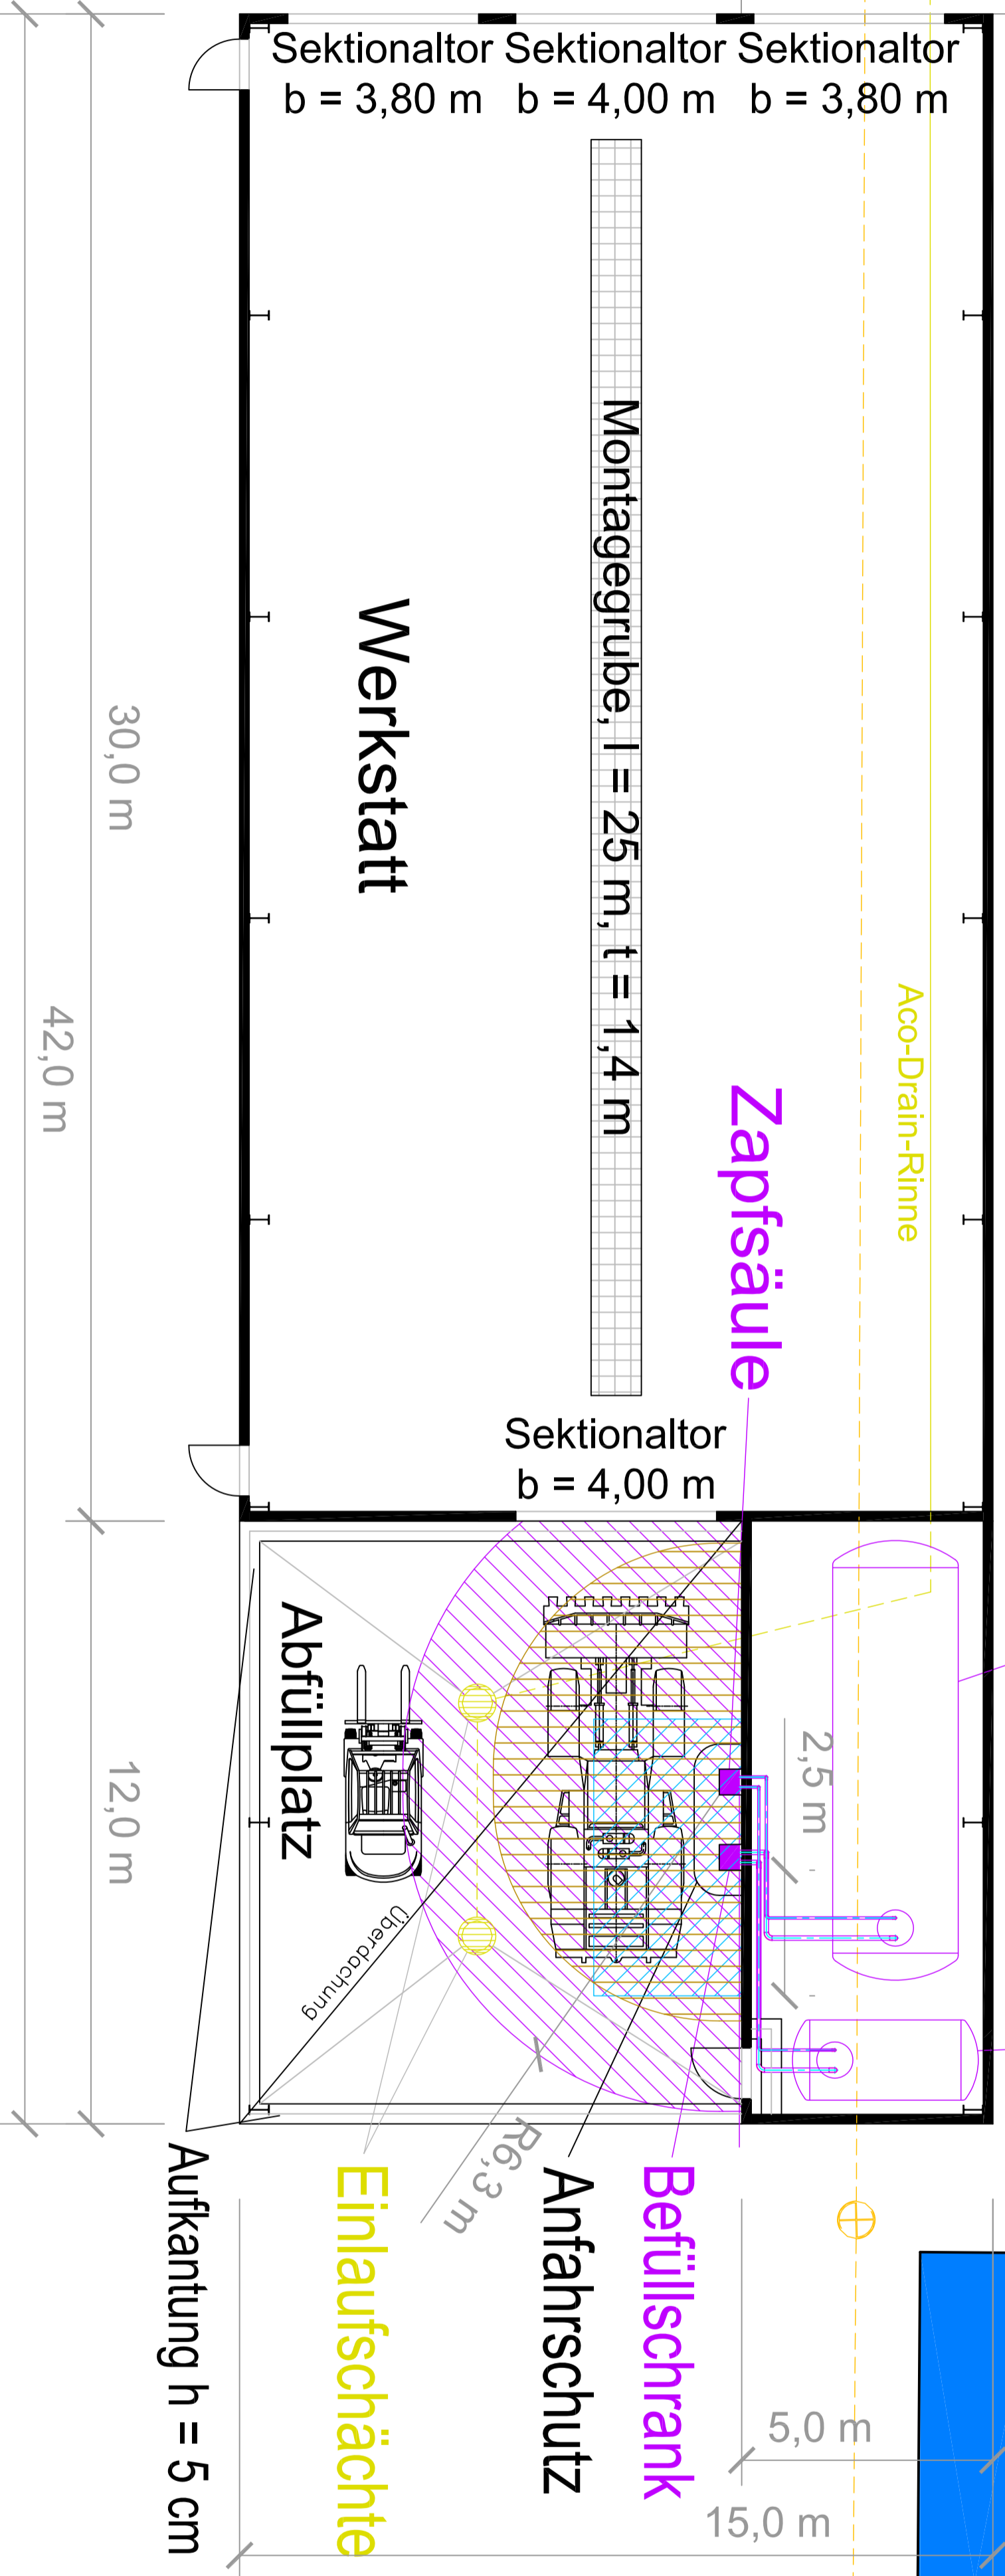 Sektionaltor
b = 3,80 m
Sektionaltor
b = 4,00 m
Sektionaltor
b = 3,80 m
Montagegrube, l = 25 m, t = 1,4 m
Werkstatt
30,0 m
42,0 m
Aco-Drain-Rinne
Zapfsäule
Sektionaltor
b = 4,00 m
Abfüllplatz
2,5 m
12,0 m
Überdachung
R6,3 m
Aufkantung h = 5 cm
Einlaufschächte
Anfahrschutz
Befüllschrank
5,0 m
15,0 m